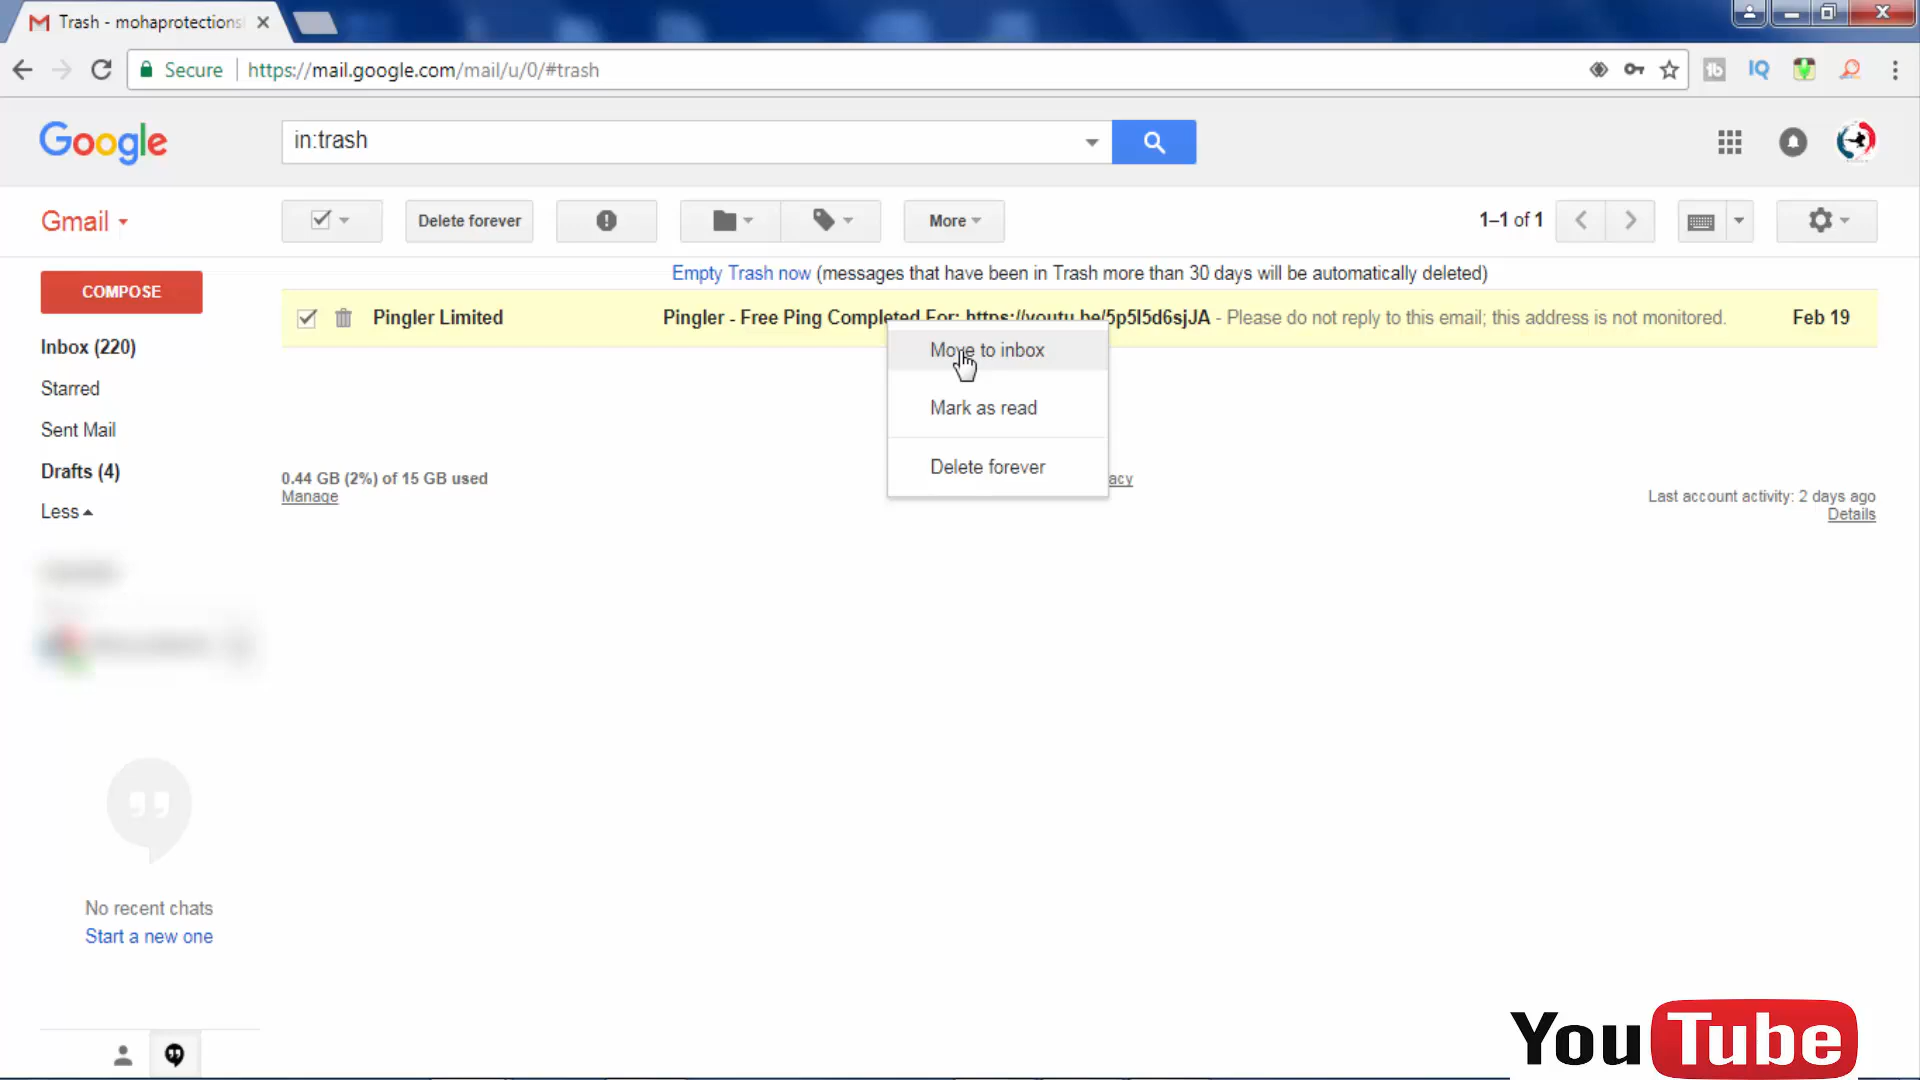 Trash - mohaprotections
Secure
https://mail.google.com/mail/u/0/#trash
IQ
Google
in:trash
Gmail
Delete forever
More
1–1 of 1
COMPOSE
Empty Trash now (messages that have been in Trash more than 30 days will be automatically deleted)
Pingler Limited
Pingler - Free Ping Completed For: https://youtu.be/5p5I5d6sjJA - Please do not reply to this email; this address is not monitored.
Feb 19
Inbox (220)
Starred
Sent Mail
Drafts (4)
Less
Move to inbox
Mark as read
Delete forever
0.44 GB (2%) of 15 GB used
Manage
acy
Last account activity: 2 days ago
Details
No recent chats
Start a new one
YouTube